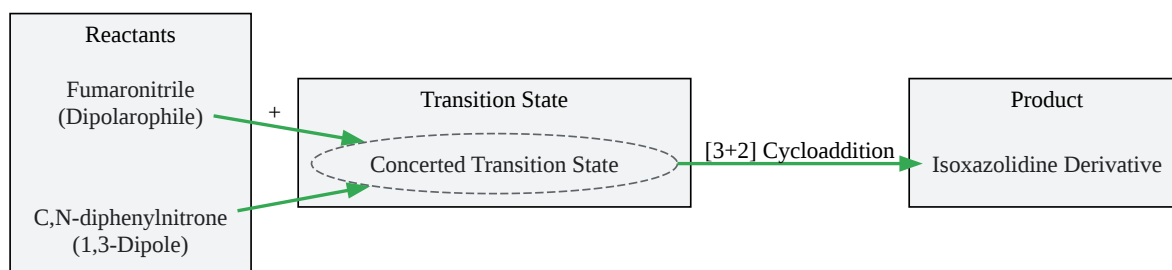 Reactants
Fumaronitrile
(Dipolarophile)
C,N-diphenylnitrone
(1,3-Dipole)
+
Transition State
Concerted Transition State
[3+2] Cycloaddition
Product
Isoxazolidine Derivative